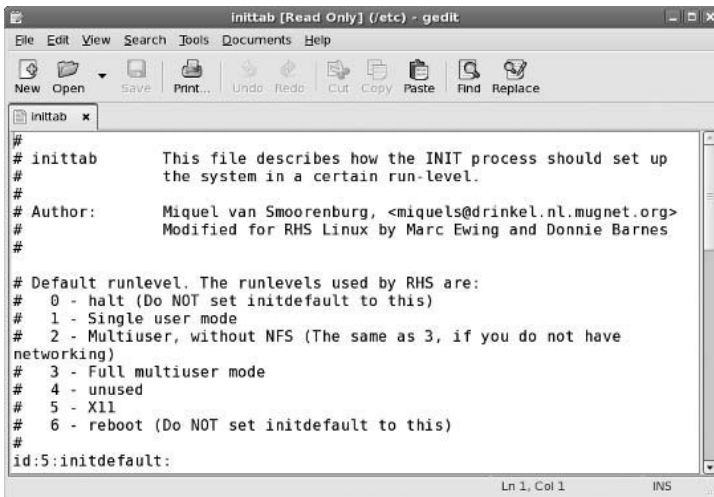 inittab [Read Only] (/etc) - gedit
File Edit View Search Tools Documents Help
New Open Save Print... Undo Redo Cut Copy Paste Find Replace
inittab x
#
# inittab       This file describes how the INIT process should set up
#               the system in a certain run-level.
#
# Author:       Miquel van Smoorenburg, <miquels@drinkel.nl.mugnet.org>
#               Modified for RHS Linux by Marc Ewing and Donnie Barnes
#
# Default runlevel. The runlevels used by RHS are:
#   0 - halt (Do NOT set initdefault to this)
#   1 - Single user mode
#   2 - Multiuser, without NFS (The same as 3, if you do not have
networking)
#   3 - Full multiuser mode
#   4 - unused
#   5 - X11
#   6 - reboot (Do NOT set initdefault to this)
#
id:5:initdefault:
Ln 1, Col 1 INS